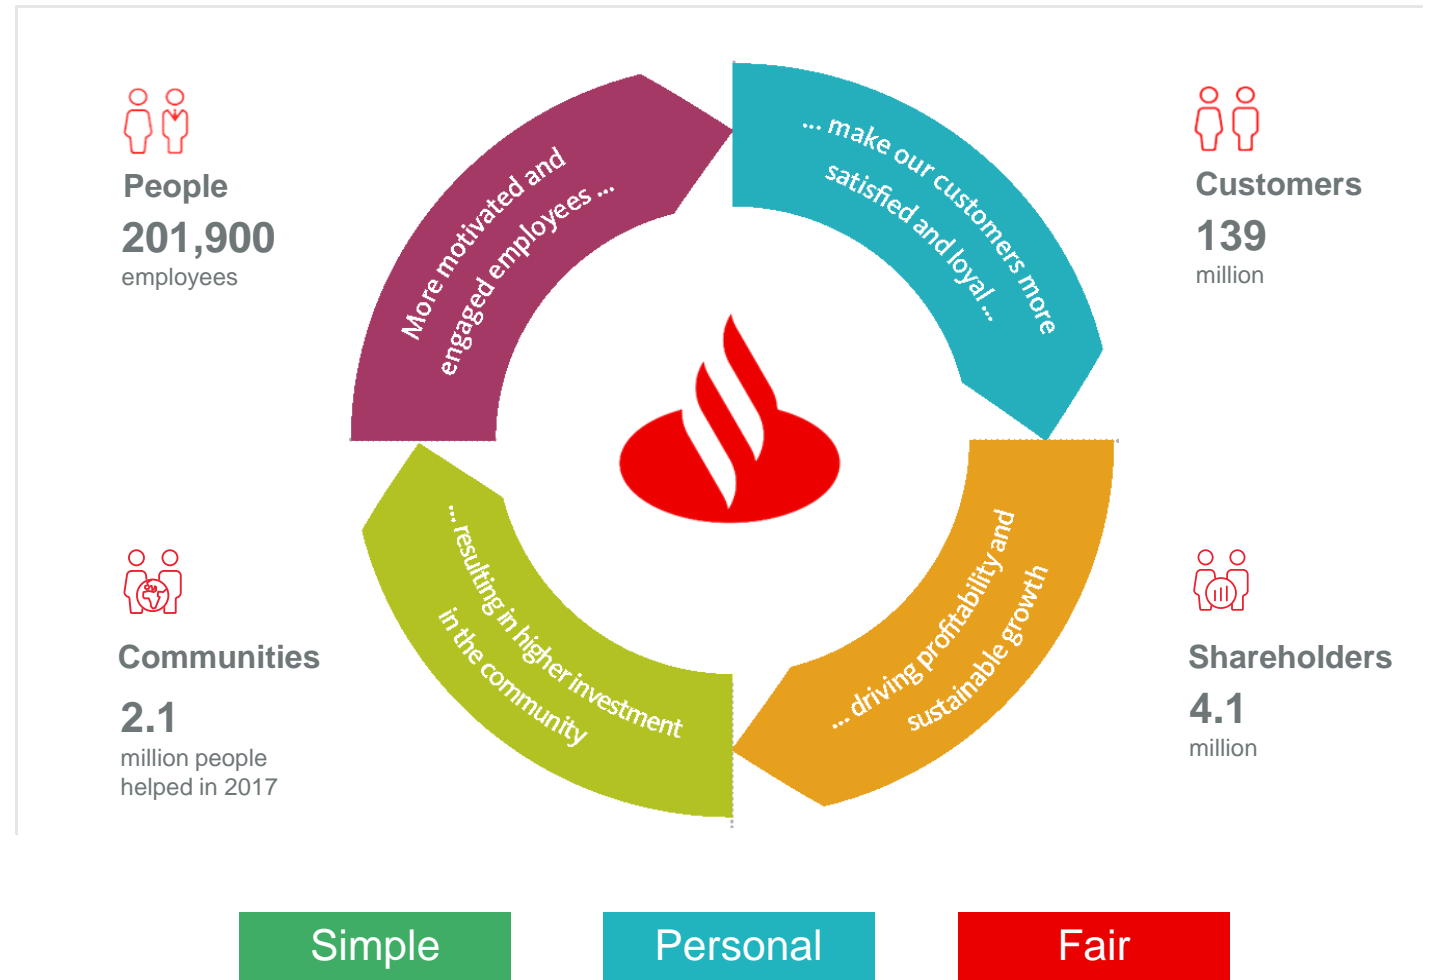 People
201,900
employees
More motivated and
engaged employees ...
... make our customers more
satisfied and loyal ...
Customers
139
million
Communities
2.1
million people
helped in 2017
... resulting in higher investment
in the community
... driving profitability and
sustainable growth
Shareholders
4.1
million
Simple
Personal
Fair